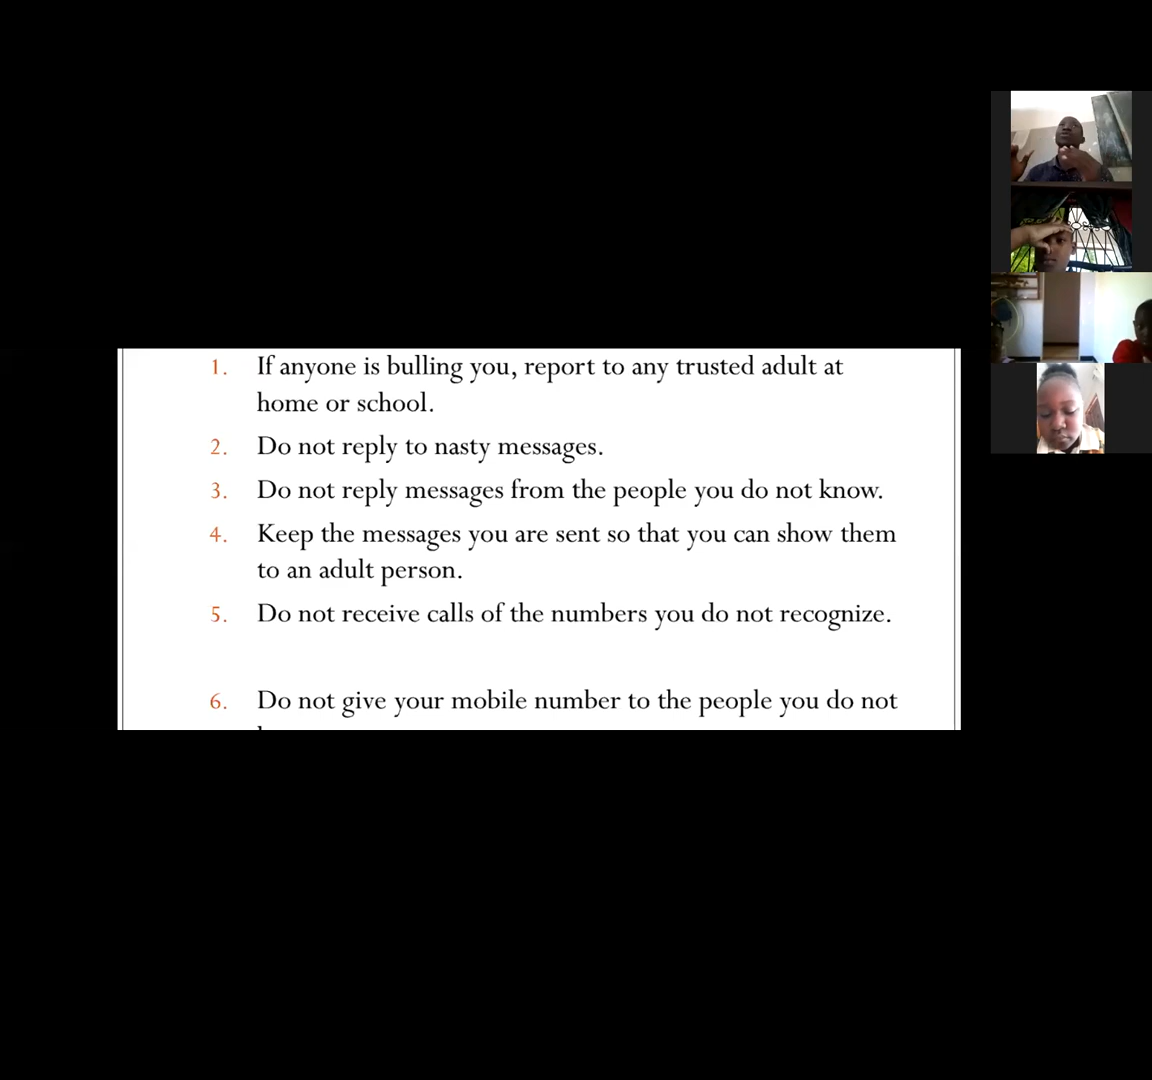 1. If anyone is bulling you, report to any trusted adult at
home or school.
2. Do not reply to nasty messages.
3. Do not reply messages from the people you do not know.
4. Keep the messages you are sent so that you can show them
to an adult person.
5. Do not receive calls of the numbers you do not recognize.
6. Do not give your mobile number to the people you do not